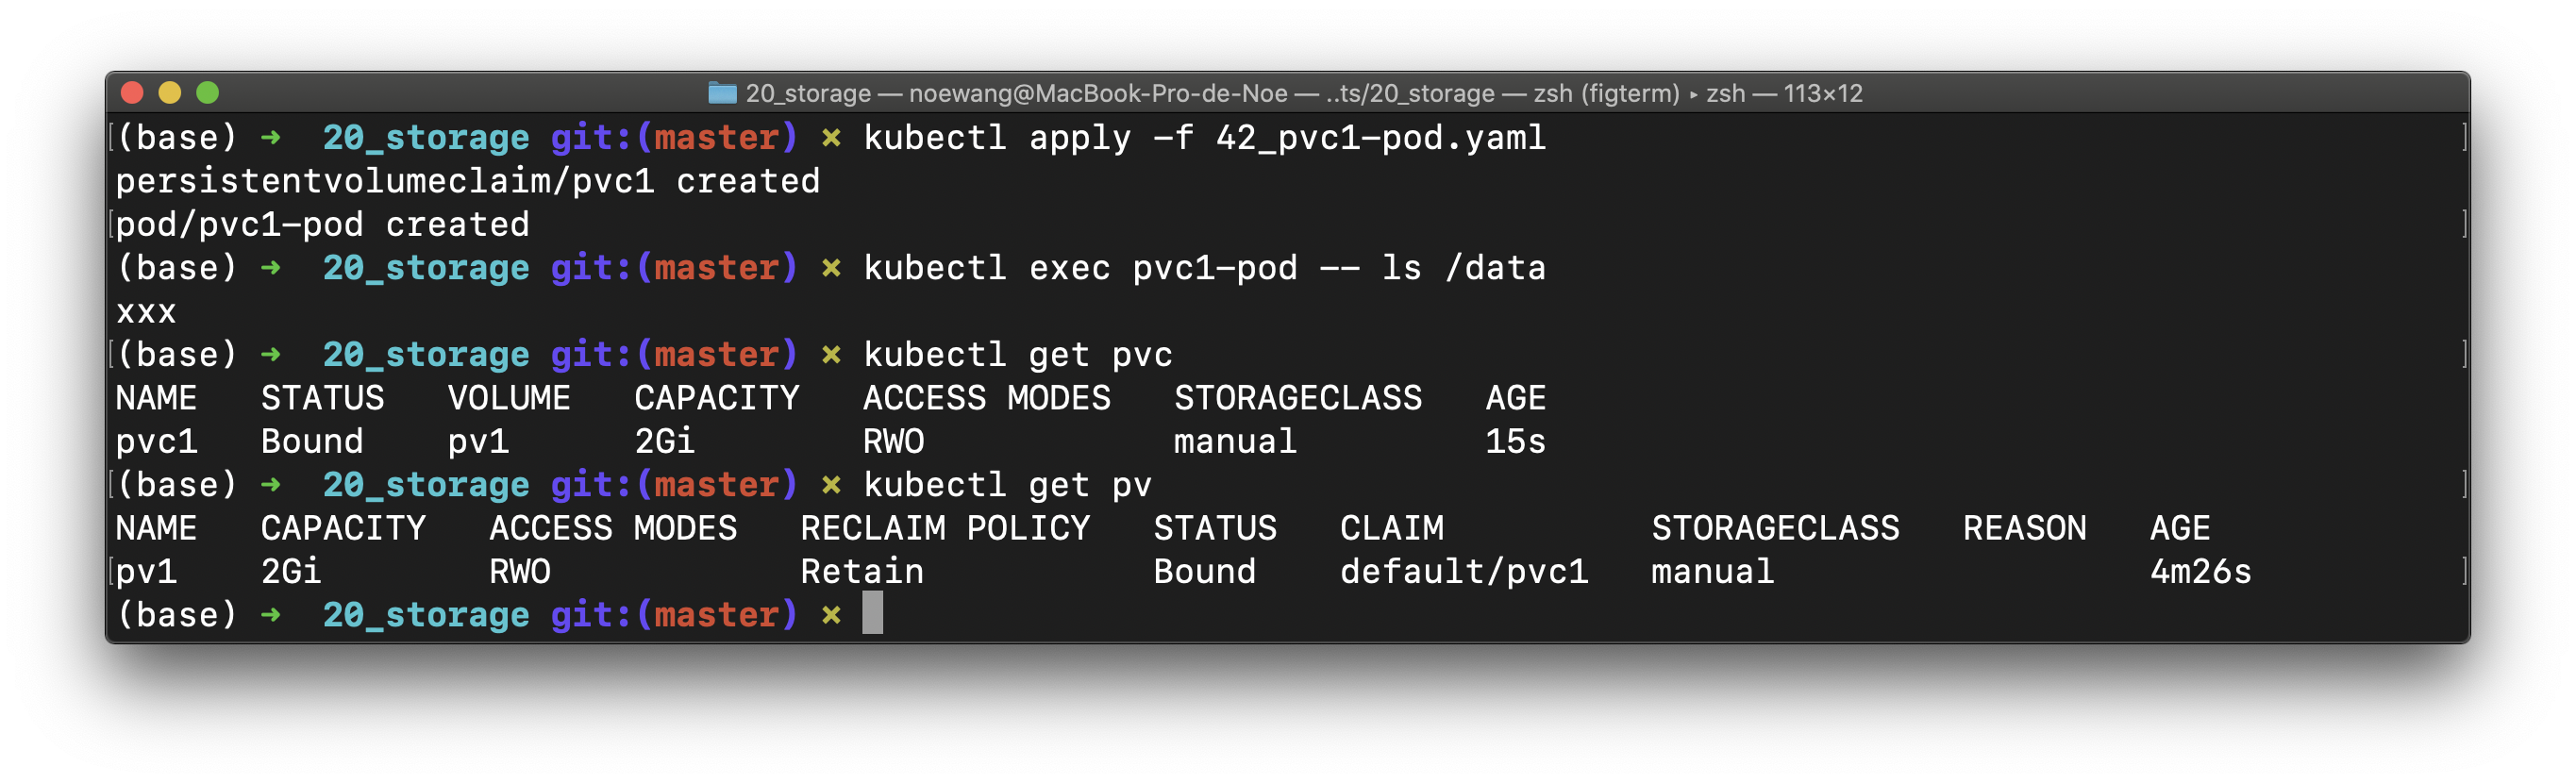 20_storage — noewang@MacBook-Pro-de-Noe — ..ts/20_storage — zsh (figterm) ▸ zsh — 113×12
(base) ➜  20_storage git:(master) ✗ kubectl apply -f 42_pvc1-pod.yaml
persistentvolumeclaim/pvc1 created
pod/pvc1-pod created
(base) ➜  20_storage git:(master) ✗ kubectl exec pvc1-pod -- ls /data
xxx
(base) ➜  20_storage git:(master) ✗ kubectl get pvc
NAME   STATUS   VOLUME   CAPACITY   ACCESS MODES   STORAGECLASS   AGE
pvc1   Bound    pv1      2Gi        RWO            manual         15s
(base) ➜  20_storage git:(master) ✗ kubectl get pv
NAME   CAPACITY   ACCESS MODES   RECLAIM POLICY   STATUS   CLAIM          STORAGECLASS   REASON   AGE
pv1    2Gi        RWO            Retain           Bound    default/pvc1   manual                  4m26s
(base) ➜  20_storage git:(master) ✗